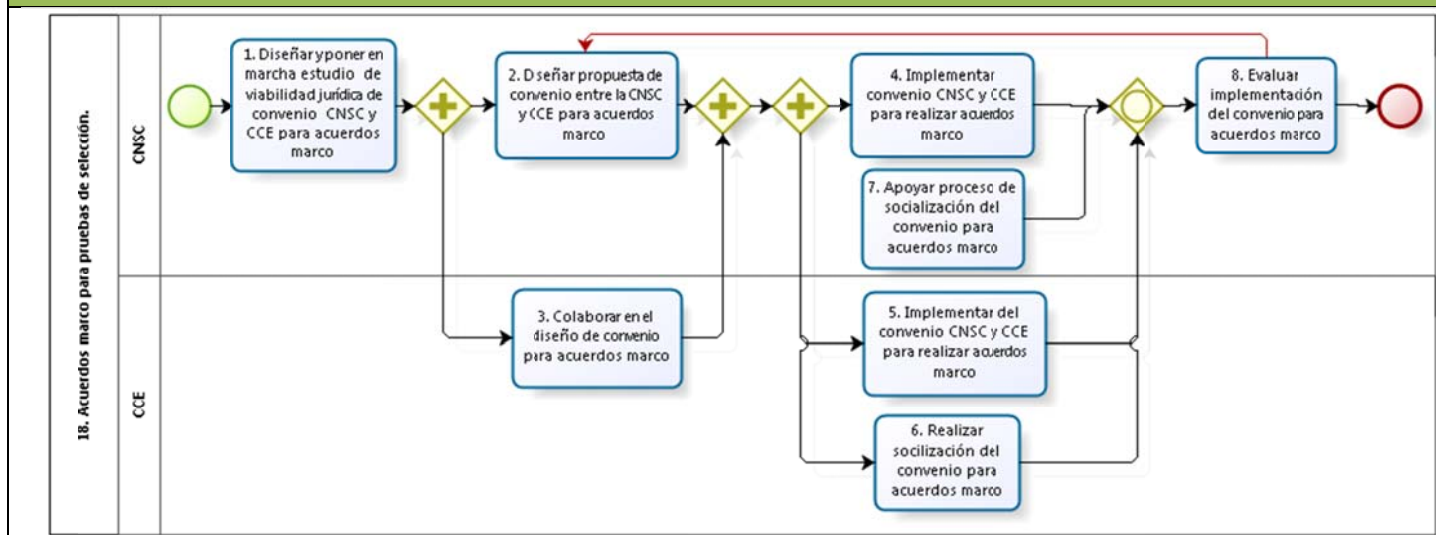 18. Acuerdos marco para pruebas de selección.
CNSC
1. Diseñar y poner en
marcha estudio de
viabilidad jurídica de
convenio CNSC y
CCE para acuerdos
marco
2. Diseñar propuesta de
convenio entre la CNSC
y CCE para acuerdos
marco
4. Implementar
convenio CNSC y CCE
para realizar acuerdos
marco
7. Apoyar proceso de
socialización del
convenio para
acuerdos marco
8. Evaluar
implementación
del convenio para
acuerdos marco
CCE
3. Colaborar en el
diseño de convenio
para acuerdos marco
5. Implementar del
convenio CNSC y CCE
para realizar acuerdos
marco
6. Realizar
socilización del
convenio para
acuerdos marco